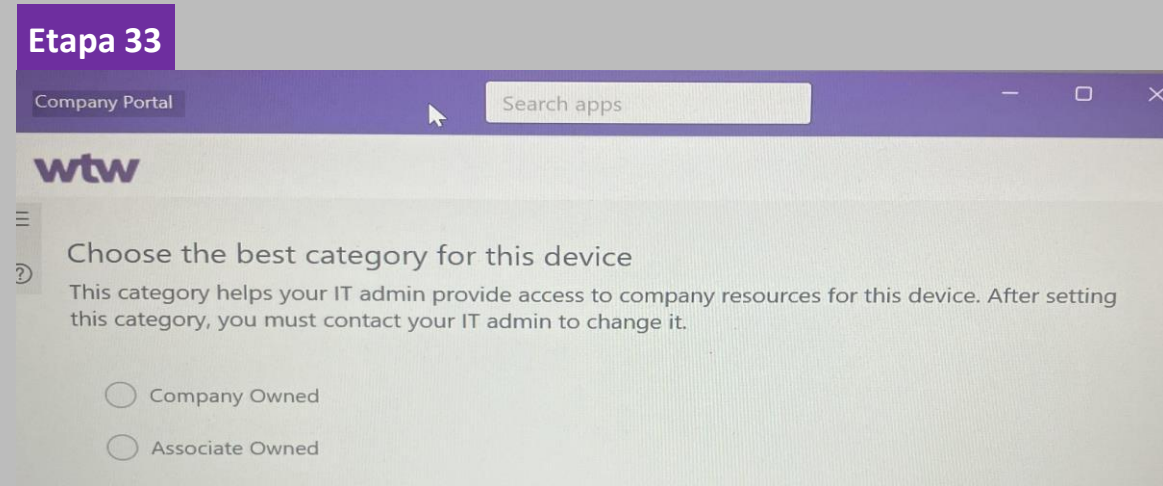 Etapa 33
Company Portal
Search apps
wtw
Choose the best category for this device
This category helps your IT admin provide access to company resources for this device. After setting
this category, you must contact your IT admin to change it.
Company Owned
Associate Owned